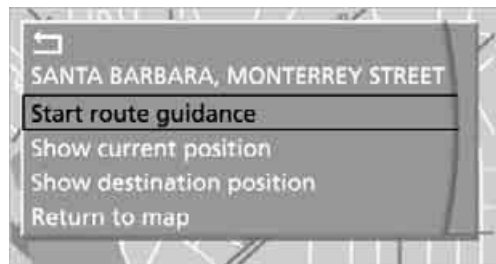 SANTA BARBARA, MONTERREY STREET
Start route guidance
Show current position
Show destination position
Return to map